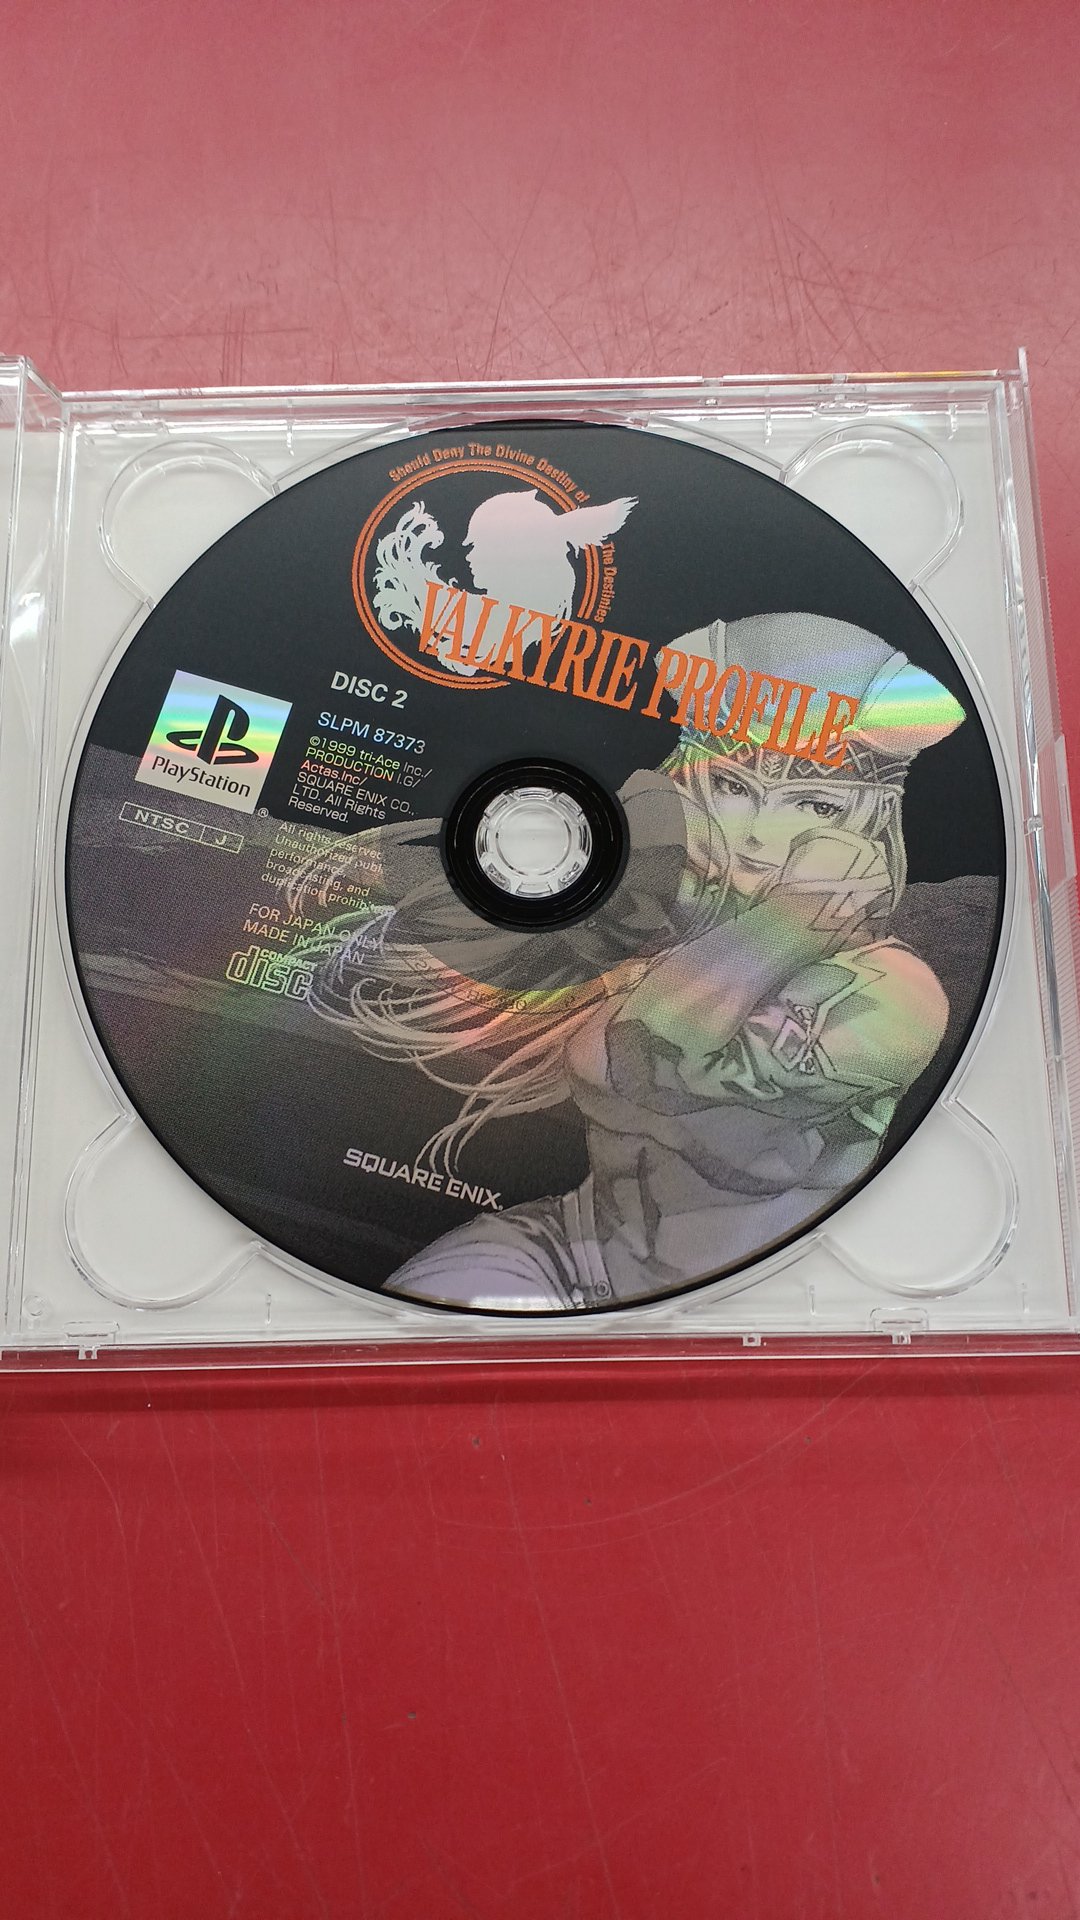 Should Deny The Divine Destiny of The Destinies
VALKYRIE PROFILE
DISC 2
SLPM 87373
©1999 tri-Ace Inc./
PRODUCTION I.G/
Actas.Inc/
SQUARE ENIX CO.,
LTD. All Rights
Reserved.
PlayStation
®
NTSC J
All rights reserved
Unauthorized publ
performance,
broadcasting, and
duplication prohib
FOR JAPAN ONLY
MADE IN JAPAN
COMPACT
disc
SQUARE ENIX